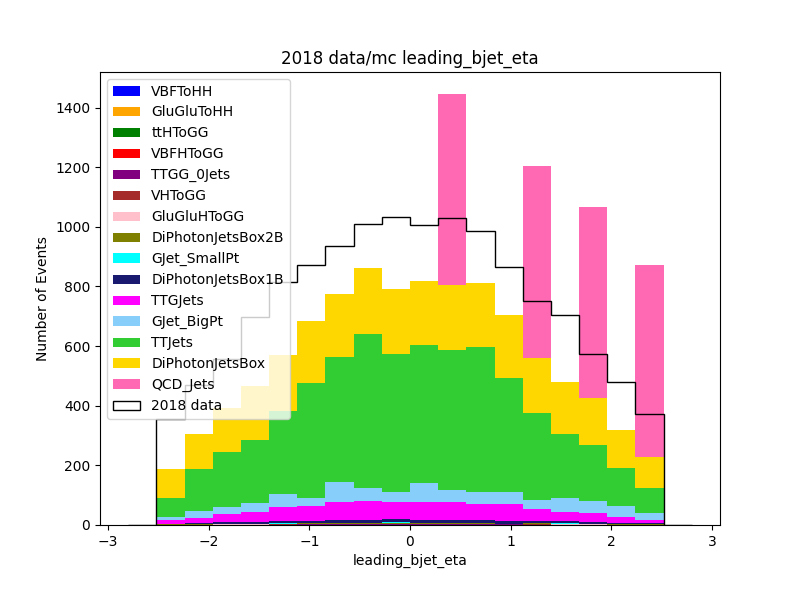 2018 data/mc leading_bjet_eta
Number of Events
1400
1200
1000
800
600
400
200
0
VBFToHH
GluGluToHH
ttHToGG
VBFHToGG
TTGG_0Jets
VHToGG
GluGluHToGG
DiPhotonJetsBox2B
GJet_SmallPt
DiPhotonJetsBox1B
TTGJets
GJet_BigPt
TTJets
DiPhotonJetsBox
QCD_Jets
2018 data
−3
−2
−1
0
1
2
3
leading_bjet_eta